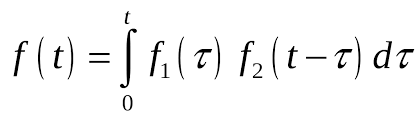 f(t) = ∫₀ᵗ f₁(τ) f₂(t−τ) dτ